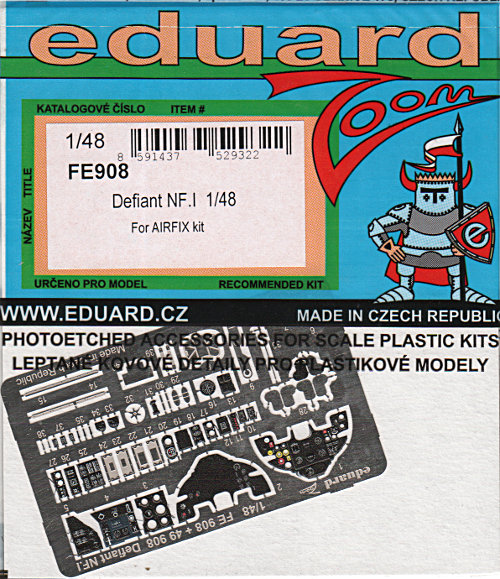 eduard
Zoom
KATALOGOVÉ ČÍSLO ITEM #
1/48
8 591437 529322
FE908
Defiant NF.I 1/48
For AIRFIX kit
NÁZEV TITLE
URČENO PRO MODEL RECOMMENDED KIT
e
WWW.EDUARD.CZ MADE IN CZECH REPUBLIC
PHOTOETCHED ACCESSORIES FOR SCALE PLASTIC KITS
LEPTANÉ KOVOVÉ DETAILY PRO PLASTIKOVÉ MODELY
Made in Czech Republic
eduard
Zoom
1/48 FE 908 + 49 908 Defiant NF.I